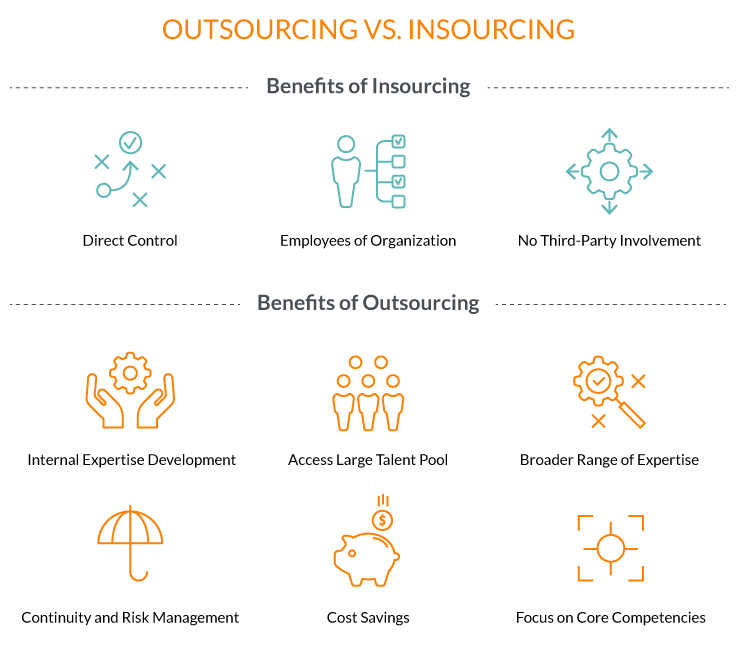 OUTSOURCING VS. INSOURCING
Benefits of Insourcing
Direct Control
Employees of Organization
No Third-Party Involvement
Benefits of Outsourcing
Internal Expertise Development
Access Large Talent Pool
Broader Range of Expertise
$
Continuity and Risk Management
Cost Savings
Focus on Core Competencies